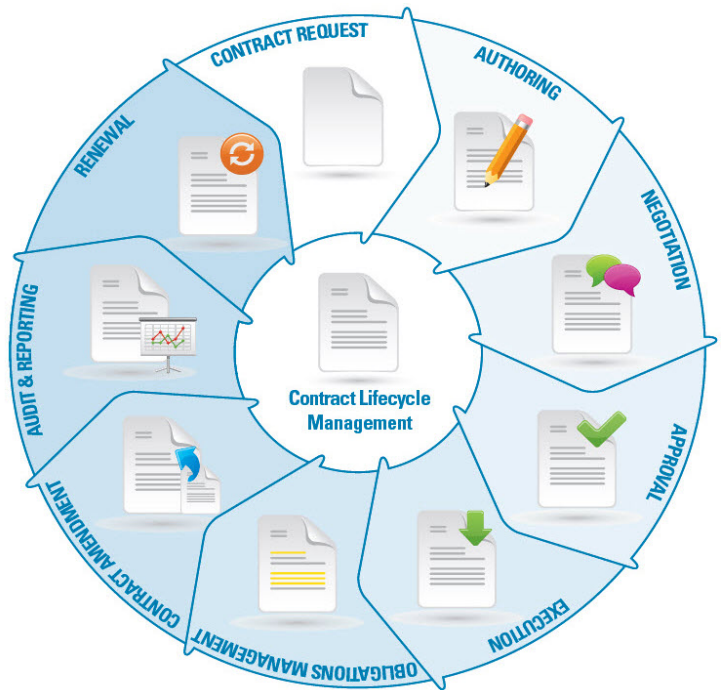 CONTRACT REQUEST
AUTHORING
NEGOTIATION
APPROVAL
EXECUTION
OBLIGATIONS MANAGEMENT
CONTRACT AMENDMENT
AUDIT & REPORTING
RENEWAL
Contract Lifecycle
Management